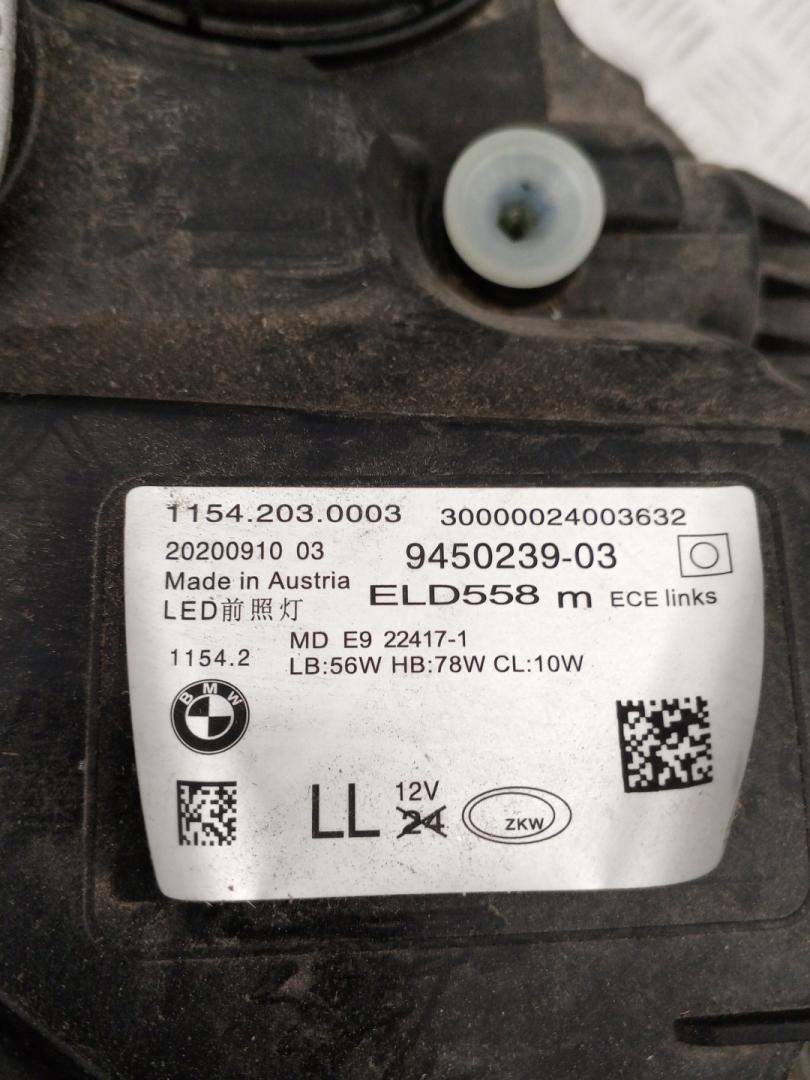 1154.203.0003 30000024003632
20200910 03 9450239-03
Made in Austria ELD558 m ECE links
LED前照灯
MD E9 22417-1
1154.2 LB:56W HB:78W CL:10W
BMW
12V
LL 24 ZKW